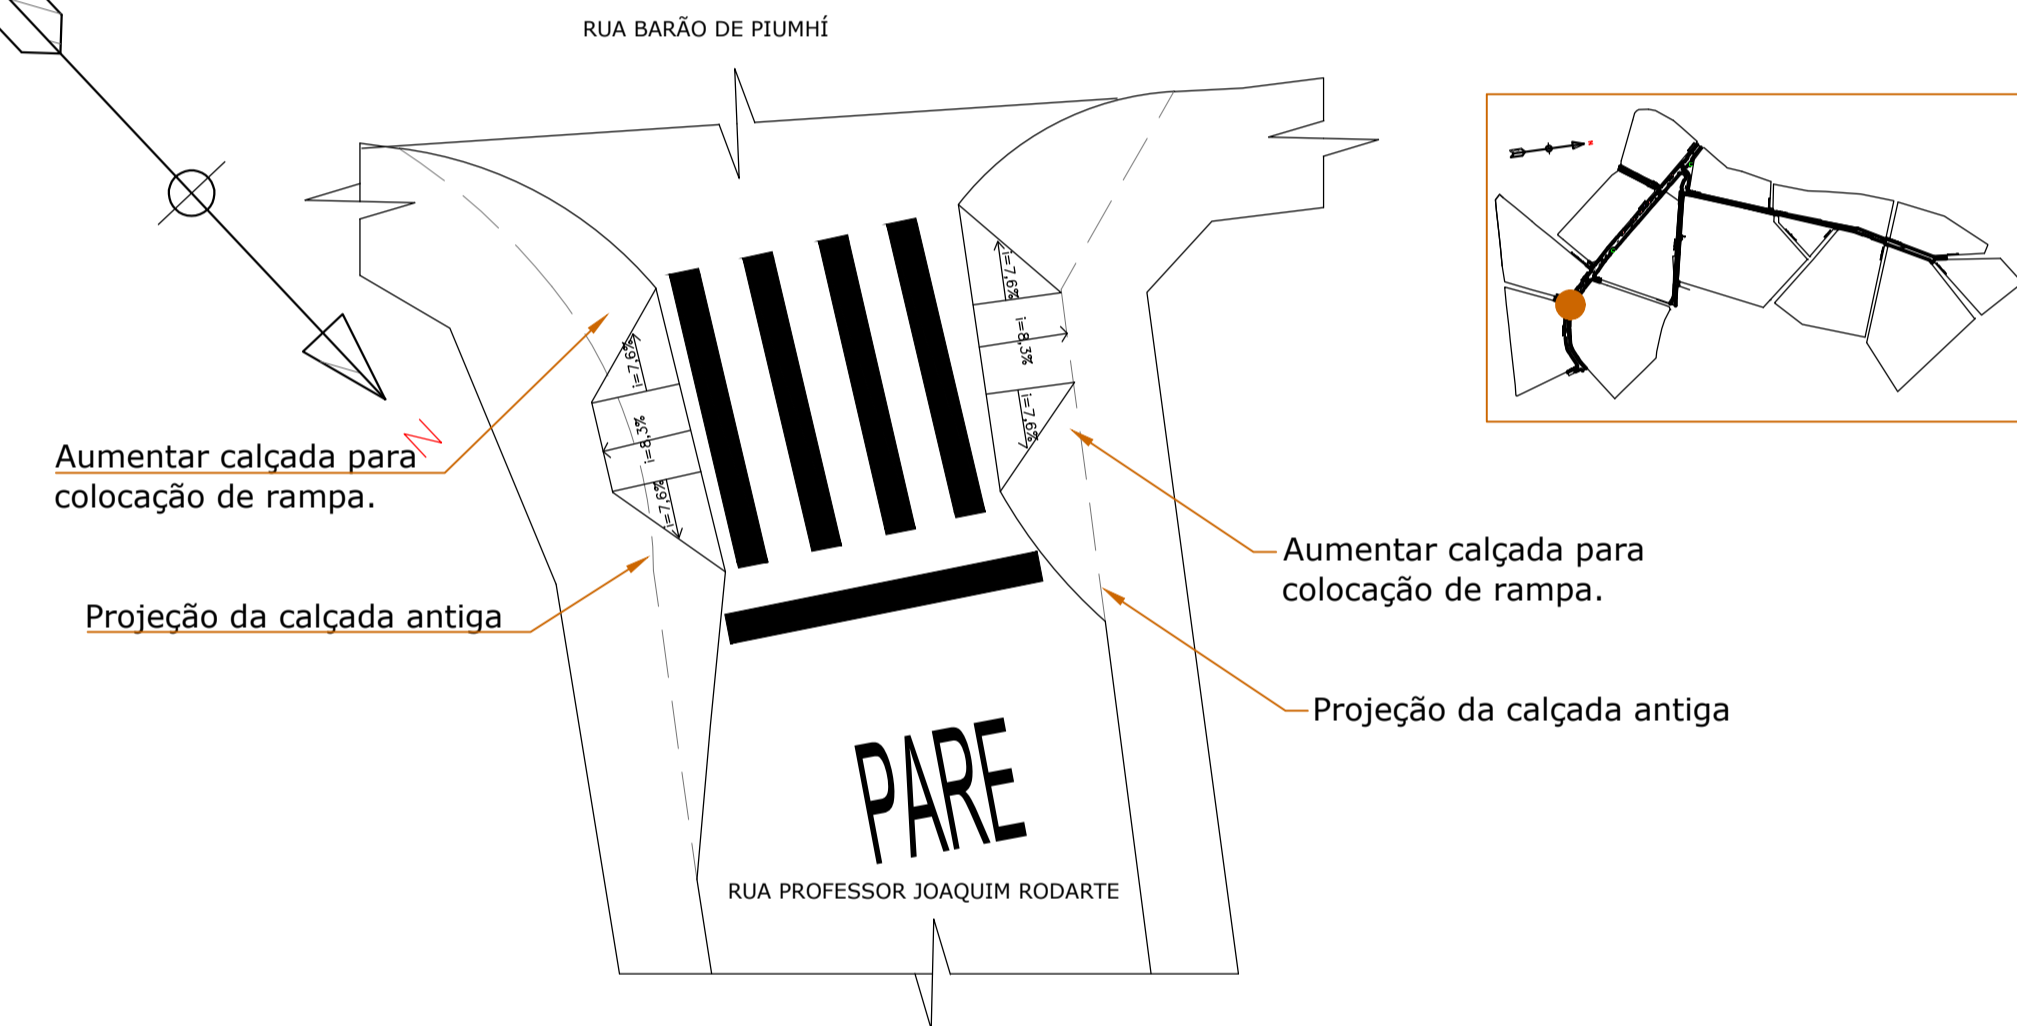 RUA BARÃO DE PIUMHÍ
i=7,6%
i=8,3%
i=7,6%
i=7,6%
i=8,3%
i=7,6%
N
Aumentar calçada para
colocação de rampa.
Projeção da calçada antiga
Aumentar calçada para
colocação de rampa.
Projeção da calçada antiga
PARE
RUA PROFESSOR JOAQUIM RODARTE